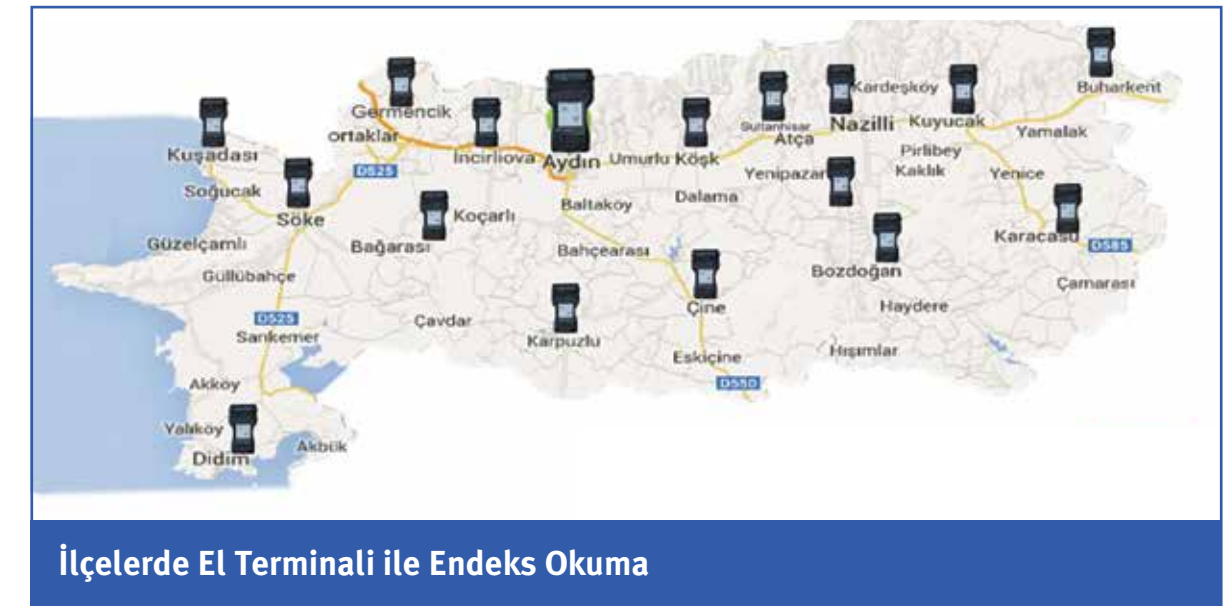 Buharkent
Kardeşköy
Germencik
ortaklar
Sultanhisar
Nazilli
Kuyucak
Yamalak
Atça
Kuşadası
İncirliova
Aydın
Umurlu
Köşk
Pirlibey
D525
Yenipazar
Kaklık
Yenice
Soğucak
Dalama
Söke
Koçarlı
Baltaköy
Karacasu
Güzelçamlı
Bağarası
Bahçearası
D585
Güllübahçe
Bozdoğan
Çamarası
Çine
Haydere
D525
Çavdar
Sarıkemer
Karpuzlu
Eskiçine
Hışımlar
D550
Akköy
Yalıköy
Akbük
Didim
İlçelerde El Terminali ile Endeks Okuma